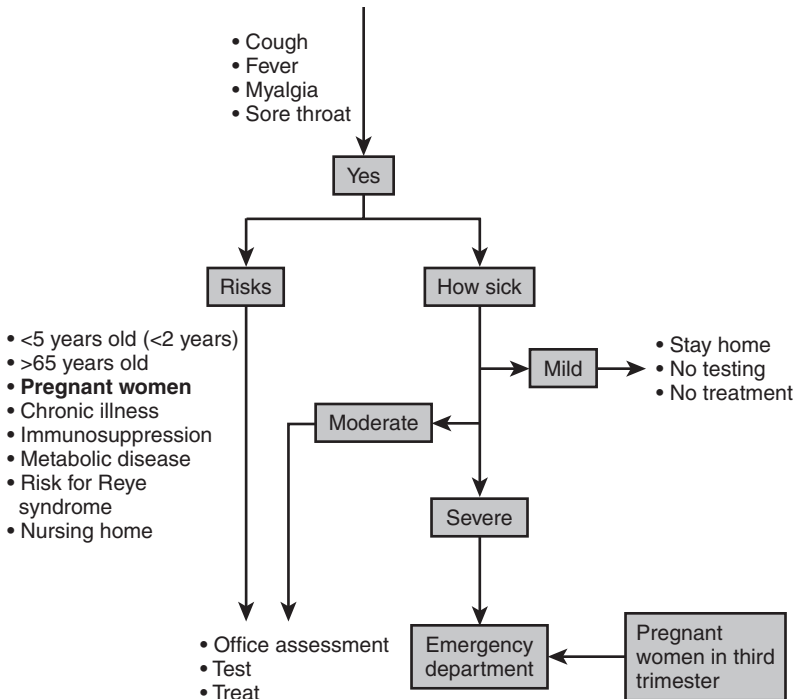 • Cough
• Fever
• Myalgia
• Sore throat
Yes
Risks
How sick
• <5 years old (<2 years)
• >65 years old
• Pregnant women
• Chronic illness
• Immunosuppression
• Metabolic disease
• Risk for Reye
syndrome
• Nursing home
Mild
• Stay home
• No testing
• No treatment
Moderate
Severe
• Office assessment
• Test
• Treat
Emergency
department
Pregnant
women in third
trimester